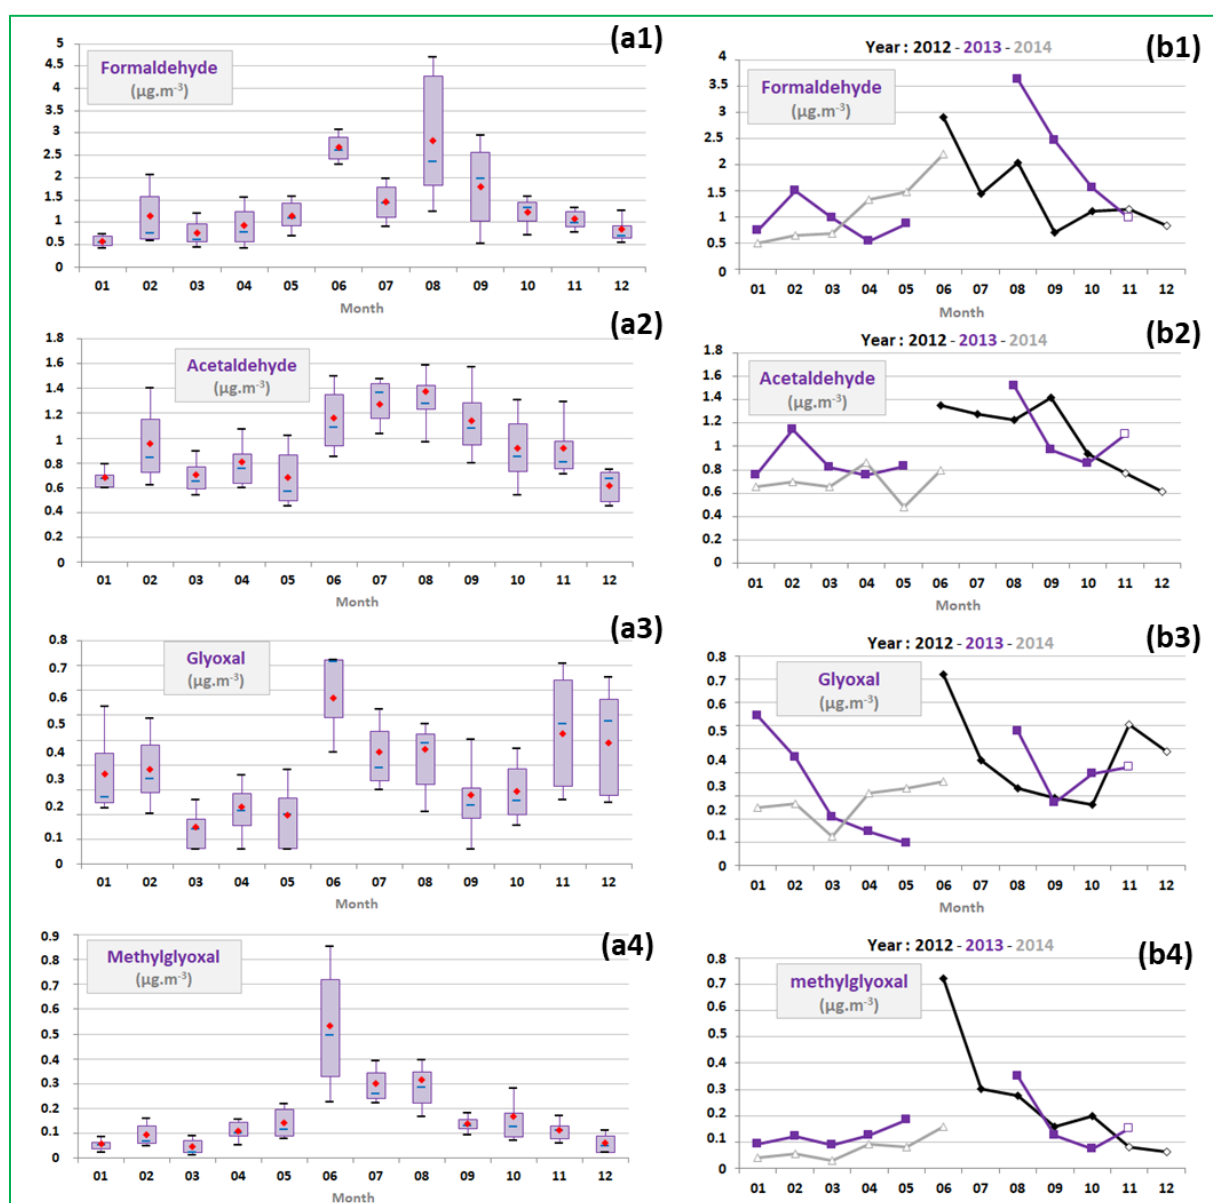 (a1)
Formaldehyde
(µg.m⁻³)
5
4.5
4
3.5
3
2.5
2
1.5
1
0.5
0
01 02 03 04 05 06 07 08 09 10 11 12
Month
(b1)
Year : 2012 - 2013 - 2014
Formaldehyde
(µg.m⁻³)
4
3.5
3
2.5
2
1.5
1
0.5
0
01 02 03 04 05 06 07 08 09 10 11 12
Month
(a2)
Acetaldehyde
(µg.m⁻³)
1.8
1.6
1.4
1.2
1
0.8
0.6
0.4
0.2
0
01 02 03 04 05 06 07 08 09 10 11 12
Month
(b2)
Year : 2012 - 2013 - 2014
Acetaldehyde
(µg.m⁻³)
1.8
1.6
1.4
1.2
1
0.8
0.6
0.4
0.2
0
01 02 03 04 05 06 07 08 09 10 11 12
Month
(a3)
Glyoxal
(µg.m⁻³)
0.8
0.7
0.6
0.5
0.4
0.3
0.2
0.1
0
01 02 03 04 05 06 07 08 09 10 11 12
Month
(b3)
Year : 2012 - 2013 - 2014
Glyoxal
(µg.m⁻³)
0.8
0.7
0.6
0.5
0.4
0.3
0.2
0.1
0
01 02 03 04 05 06 07 08 09 10 11 12
Month
(a4)
Methylglyoxal
(µg.m⁻³)
0.9
0.8
0.7
0.6
0.5
0.4
0.3
0.2
0.1
0
01 02 03 04 05 06 07 08 09 10 11 12
Month
(b4)
Year : 2012 - 2013 - 2014
methylglyoxal
(µg.m⁻³)
0.8
0.7
0.6
0.5
0.4
0.3
0.2
0.1
0
01 02 03 04 05 06 07 08 09 10 11 12
Month